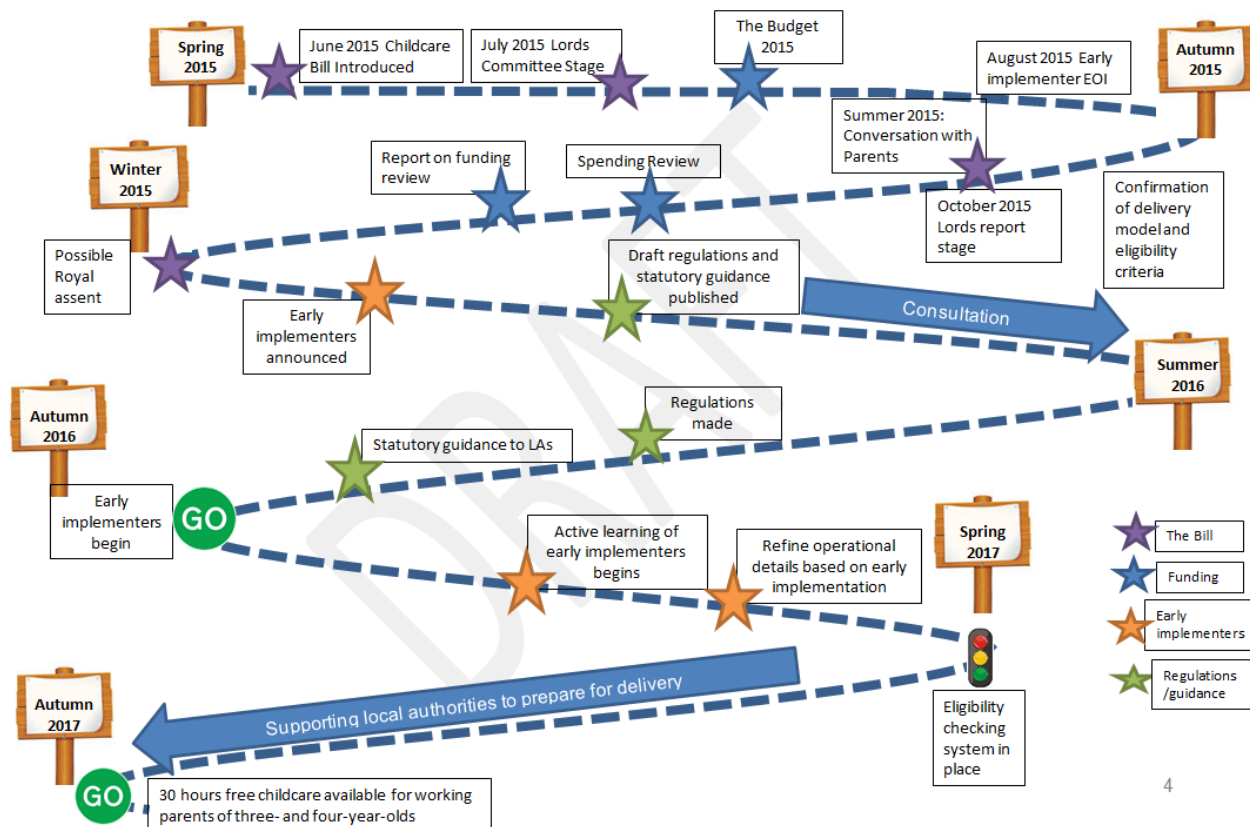 Spring
2015
June 2015 Childcare
Bill Introduced
July 2015 Lords
Committee Stage
The Budget
2015
August 2015 Early
implementer EOI
Autumn
2015
Summer 2015:
Conversation with
Parents
Winter
2015
Report on funding
review
Spending Review
October 2015
Lords report
stage
Confirmation
of delivery
model and
eligibility
criteria
Possible
Royal
assent
Early
implementers
announced
Draft regulations and
statutory guidance
published
Consultation
Summer
2016
Autumn
2016
Statutory guidance to LAs
Regulations
made
Early
implementers
begin
GO
Active learning of
early implementers
begins
Refine operational
details based on early
implementation
Spring
2017
The Bill
Funding
Early
implementers
Regulations
/guidance
Eligibility
checking
system in
place
Supporting local authorities to prepare for delivery
Autumn
2017
GO
30 hours free childcare available for working
parents of three- and four-year-olds
4
DRAFT